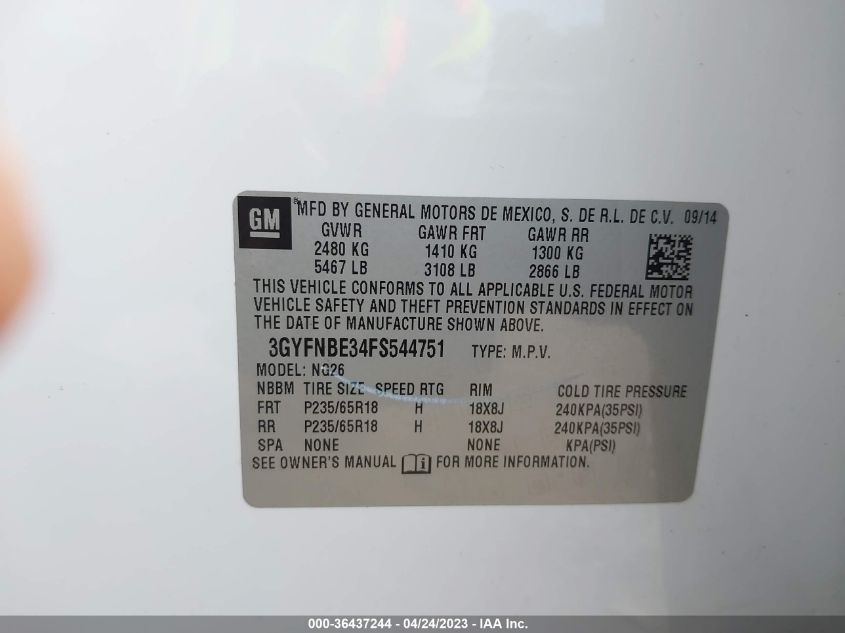 GM
® MFD BY GENERAL MOTORS DE MEXICO, S. DE R.L. DE C.V. 09/14
GVWR GAWR FRT GAWR RR
2480 KG 1410 KG 1300 KG
5467 LB 3108 LB 2866 LB
THIS VEHICLE CONFORMS TO ALL APPLICABLE U.S. FEDERAL MOTOR
VEHICLE SAFETY AND THEFT PREVENTION STANDARDS IN EFFECT ON
THE DATE OF MANUFACTURE SHOWN ABOVE.
3GYFNBE34FS544751 TYPE: M.P.V.
MODEL: NG26
NBBM TIRE SIZE SPEED RTG RIM COLD TIRE PRESSURE
FRT P235/65R18 H 18X8J 240KPA(35PSI)
RR P235/65R18 H 18X8J 240KPA(35PSI)
SPA NONE NONE KPA(PSI)
SEE OWNER'S MANUAL i FOR MORE INFORMATION.
000-36437244 / 04/24/2023 - IAA Inc.